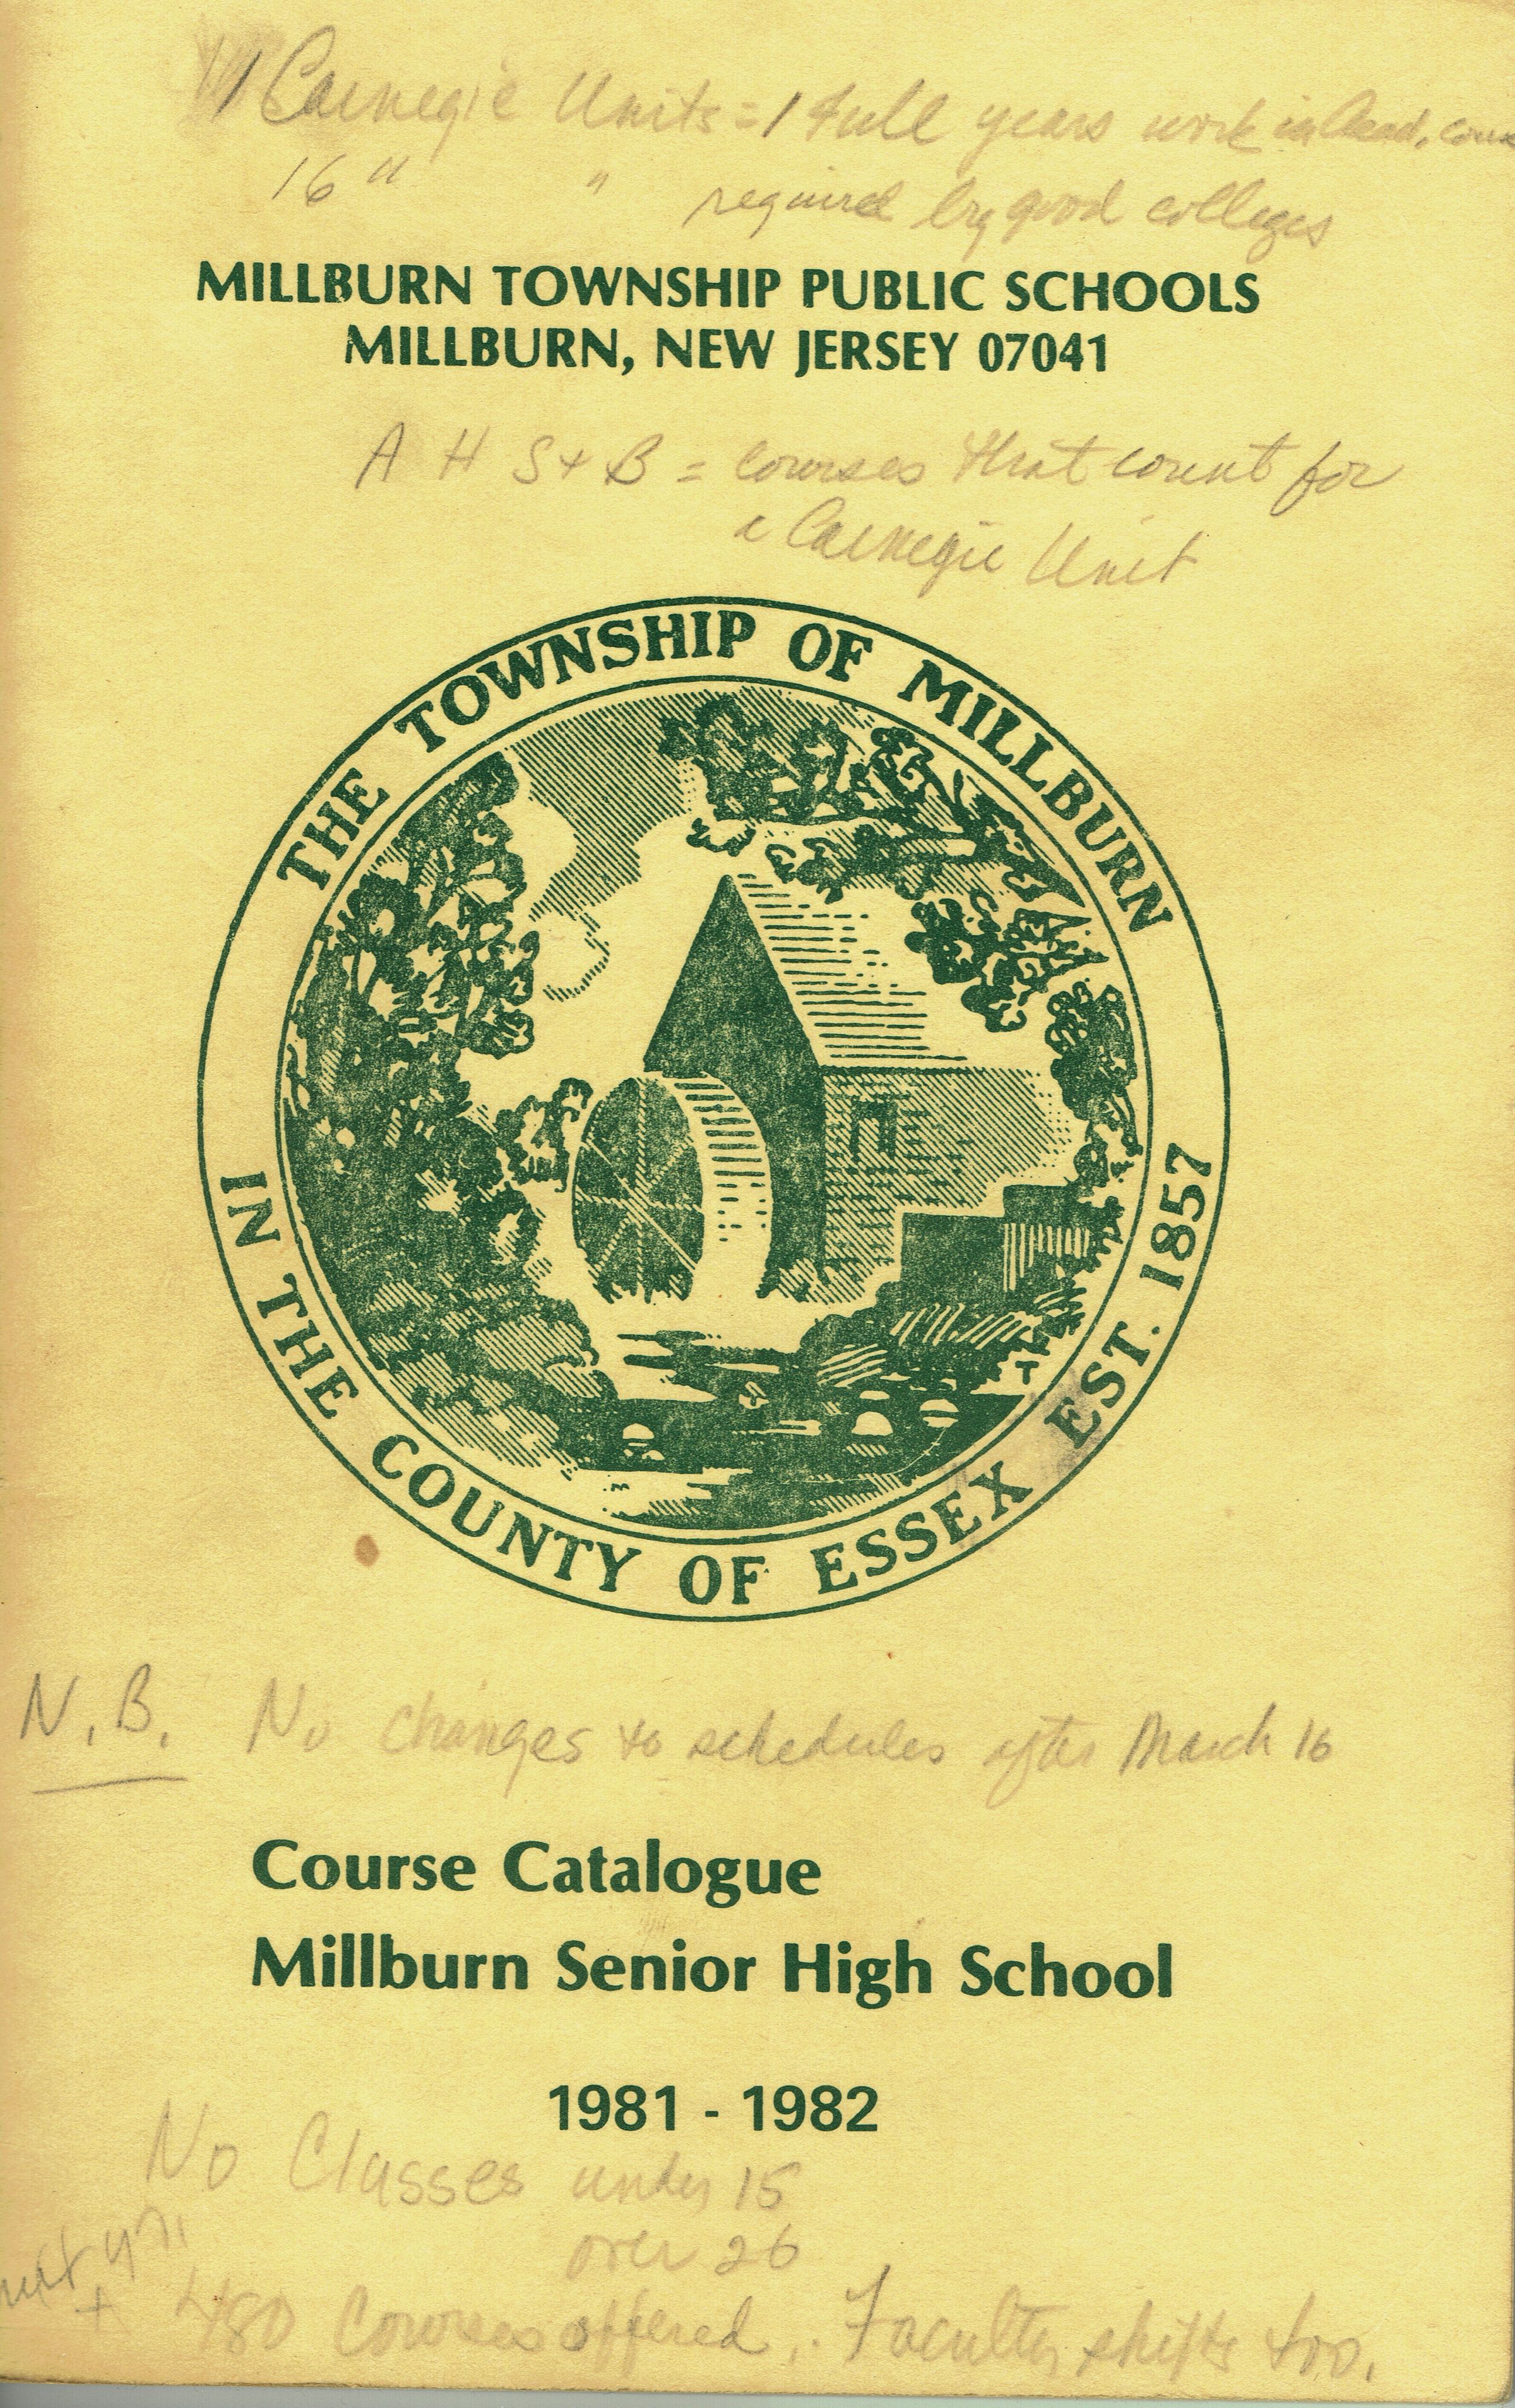 1 Carnegie Units = 1 Full years work in Acad. cours
16 " " required by good colleges
MILLBURN TOWNSHIP PUBLIC SCHOOLS
MILLBURN, NEW JERSEY 07041
A H S + B = courses that count for
a Carnegie Unit
THE TOWNSHIP OF MILLBURN
IN THE COUNTY OF ESSEX EST. 1857
N.B. No changes to schedules after March 16
Course Catalogue
Millburn Senior High School
1981 - 1982
No Classes under 15
over 26
480 Courses offered. Faculty shifts too.